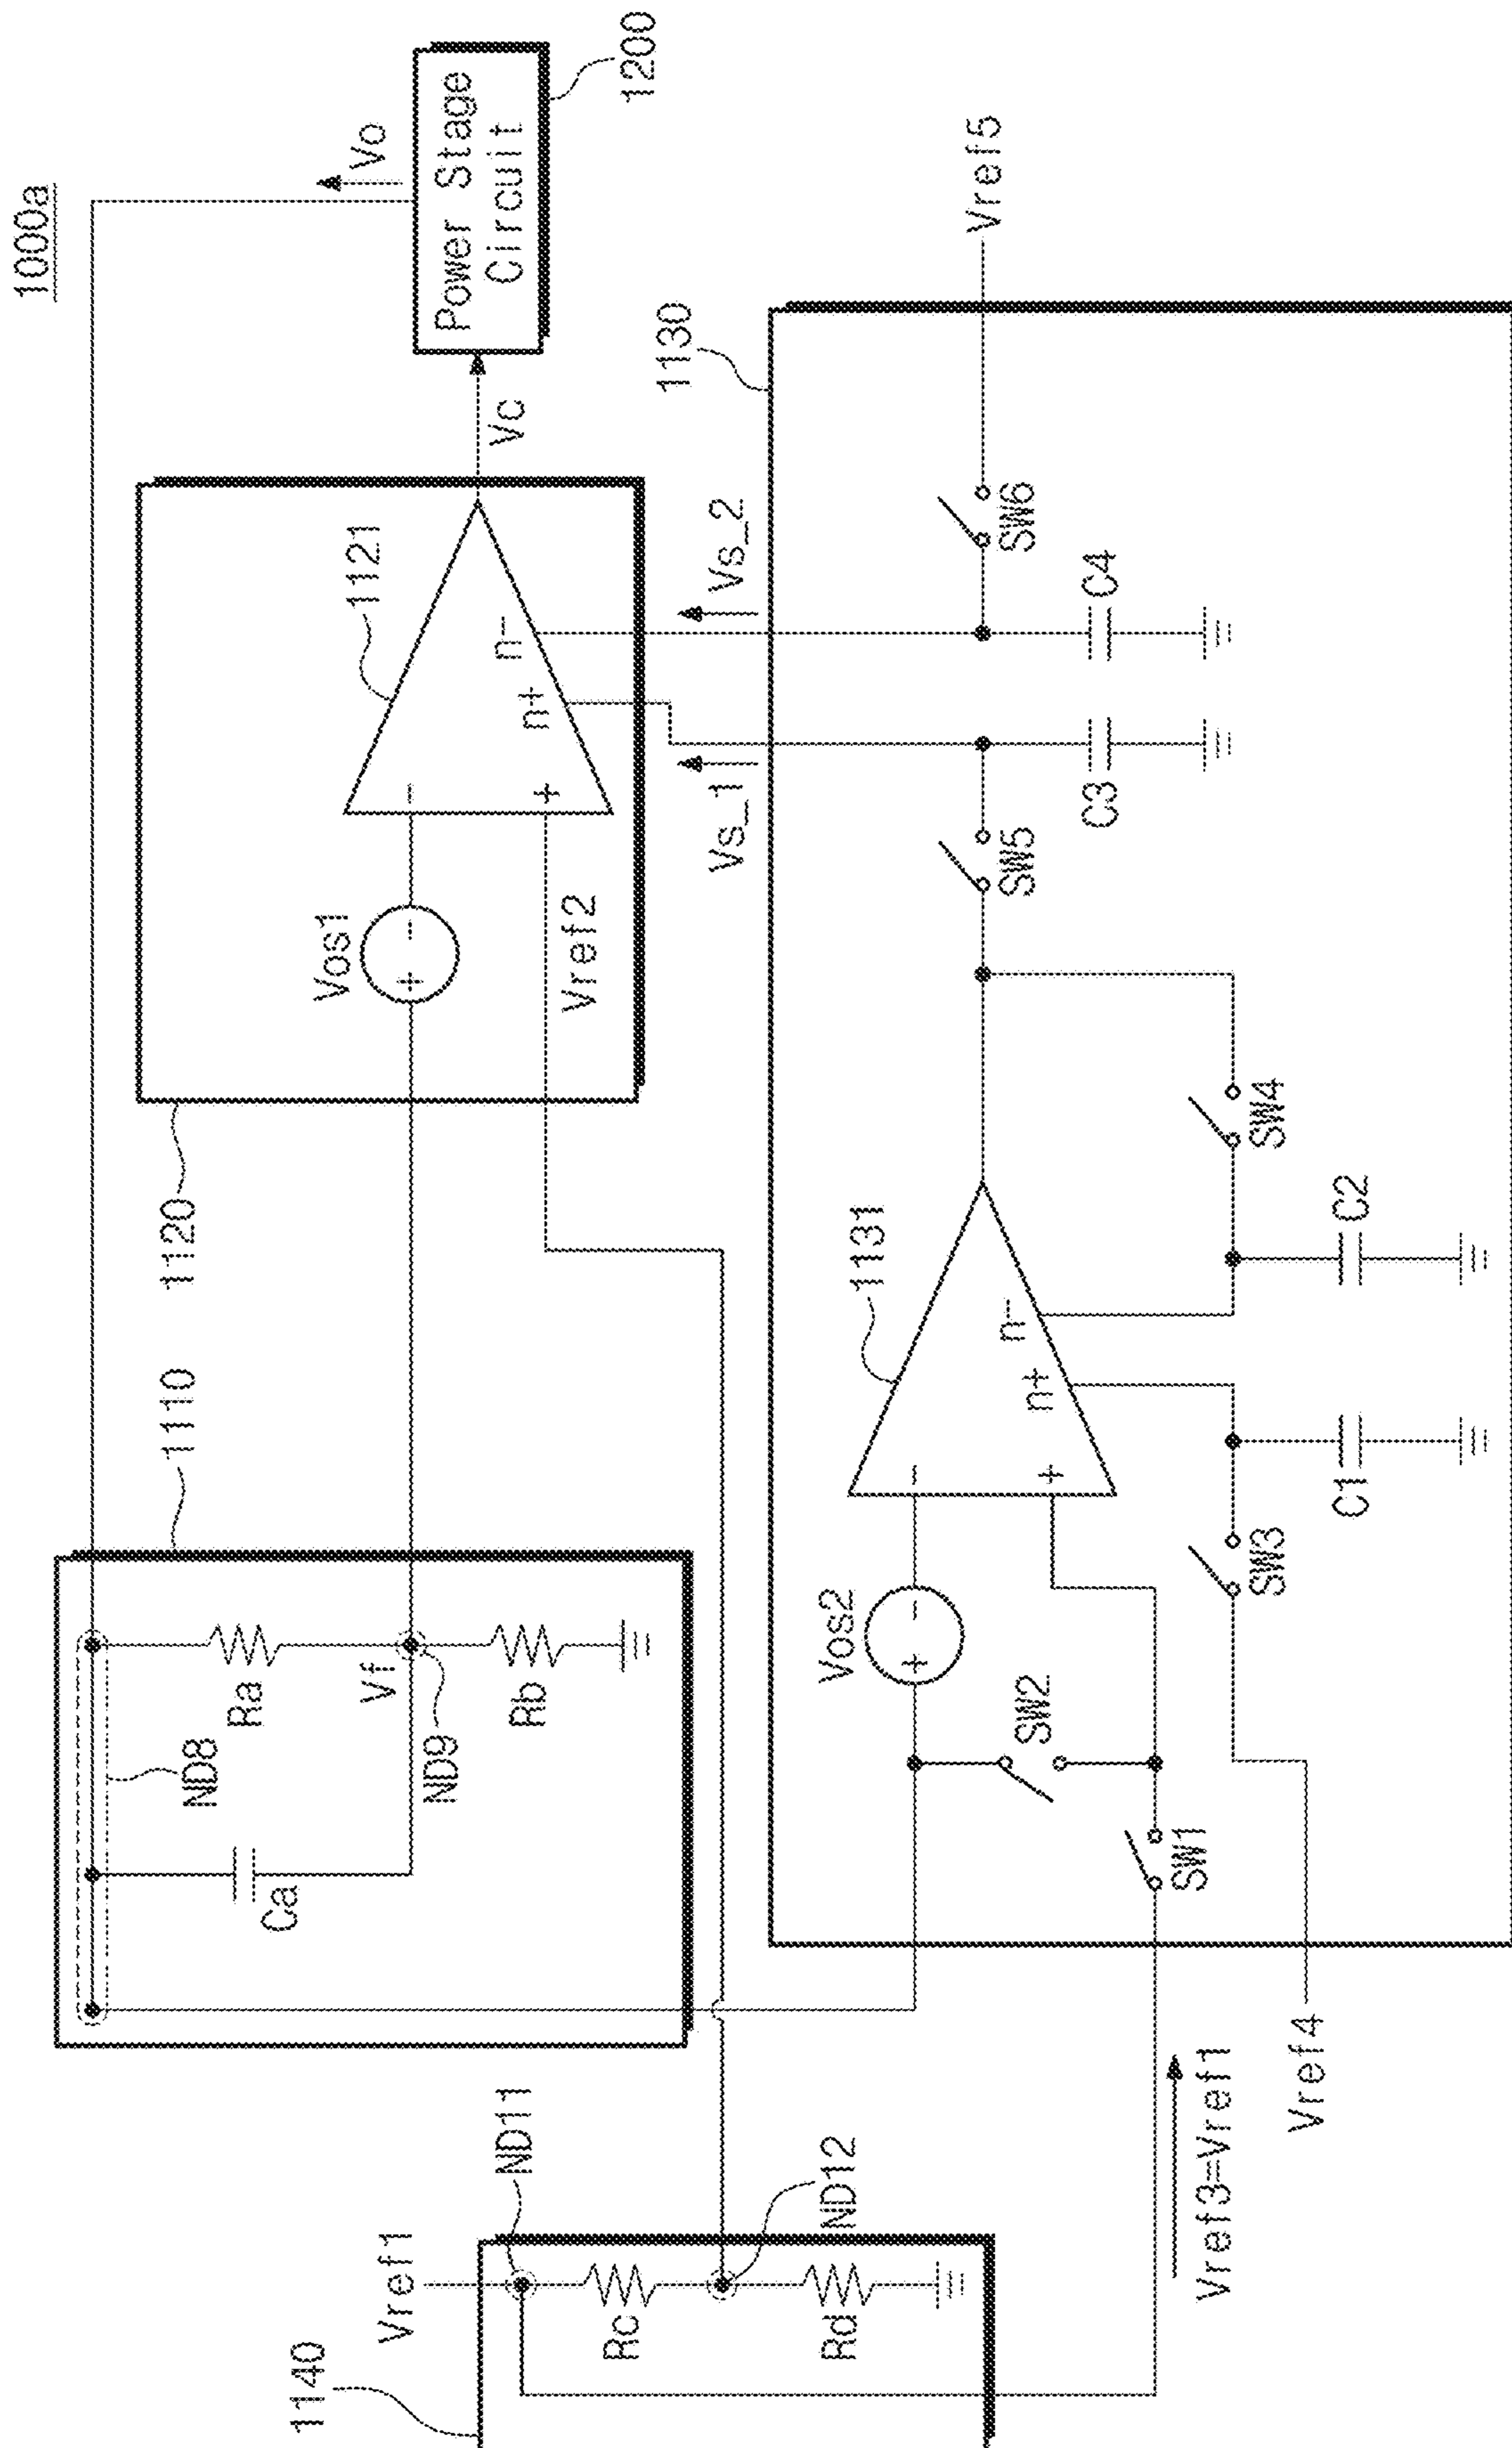 1000a
Vo
Power Stage
Circuit
1200
Vc
1110
ND8
Ra
Ca
Vf
ND9
Rb
1120
Vos1
+
-
1121
-
+
n+
n-
Vref2
Vs_1
Vs_2
1140
Vref1
ND11
Rc
ND12
Rd
Vref3=Vref1
Vref4
1130
Vos2
+
-
SW2
SW1
1131
-
+
n+
n-
SW3
C1
C2
SW4
SW5
C3
C4
SW6
Vref5